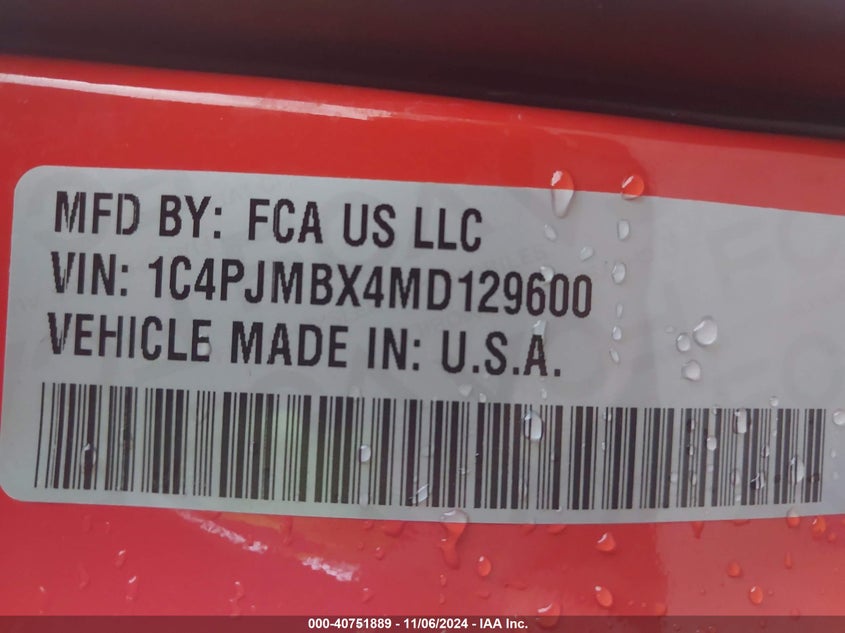 MFD BY: FCA US LLC
VIN: 1C4PJMBX4MD129600
VEHICLE MADE IN: U.S.A.
000-40751889 - 11/06/2024 - IAA Inc.